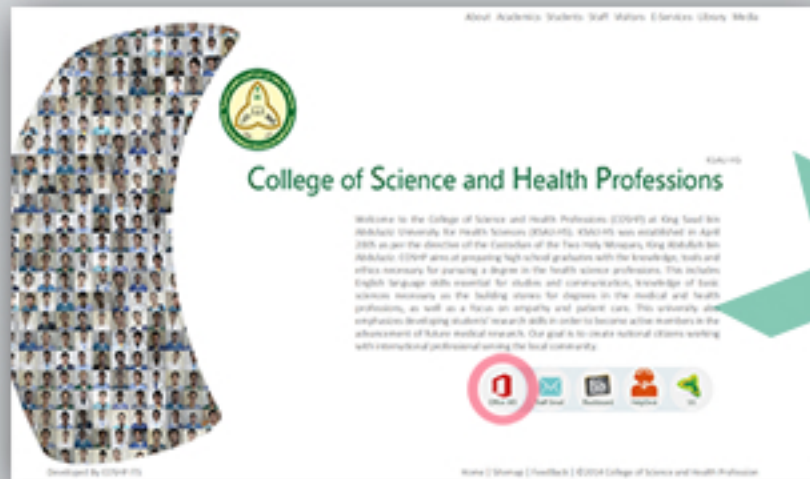 About Academics Students Staff Visitors E-Services Library Media
KSAU-HS
College of Science and Health Professions
Welcome to the College of Science and Health Professions (COSHP) at King Saud bin
Abdulaziz University for Health Sciences (KSAU-HS). KSAU-HS was established in April
2005 as per the directive of the Custodian of the Two Holy Mosques, King Abdullah bin
Abdulaziz. COSHP aims at preparing high school graduates with the knowledge, tools and
ethics necessary for pursuing a degree in the health science professions. This includes
English language skills essential for studies and communication, knowledge of basic
sciences necessary as the building stones for degrees in the medical and health
professions, as well as a focus on empathy and patient care. This university also
emphasizes developing students' research skills in order to become active members in the
advancement of future medical research. Our goal is to create national citizens working
with international professional serving the local community.
Office 365 Staff Email Blackboard HelpDesk SIS
Developed By COSHP ITS
Home | Sitemap | Feedback | ©2014 College of Science and Health Profession